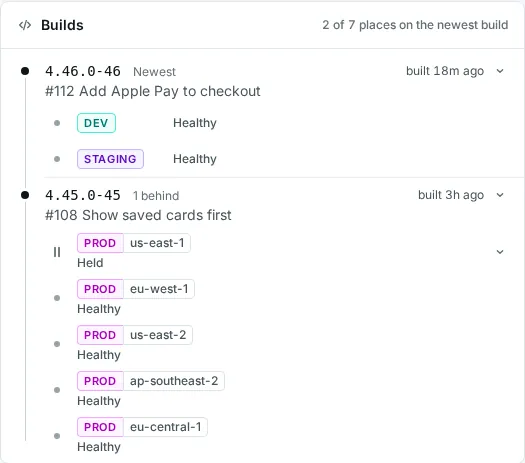 Builds 2 of 7 places on the newest build
4.46.0-46 Newest built 18m ago
#112 Add Apple Pay to checkout
DEV Healthy
STAGING Healthy
4.45.0-45 1 behind built 3h ago
#108 Show saved cards first
PROD us-east-1
Held
PROD eu-west-1
Healthy
PROD us-east-2
Healthy
PROD ap-southeast-2
Healthy
PROD eu-central-1
Healthy